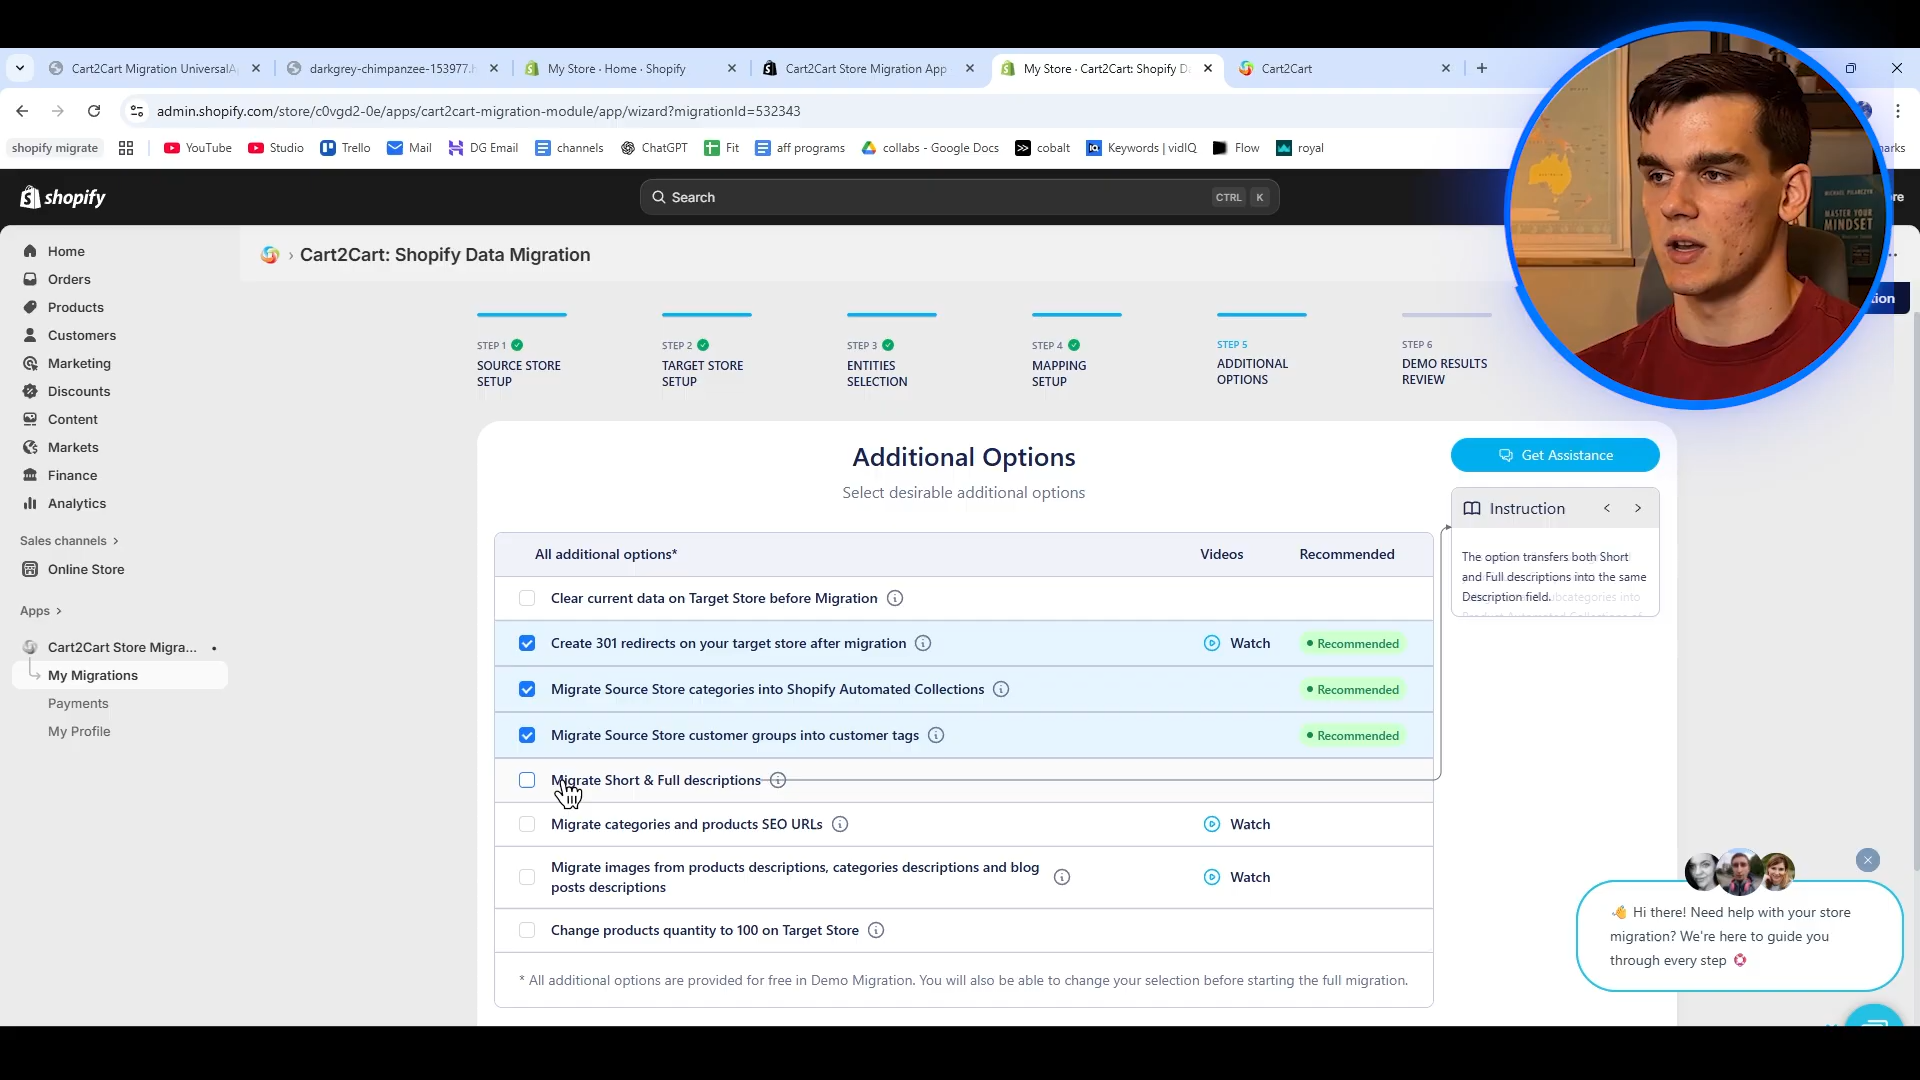 Cart2Cart Migration UniversalA
darkgrey-chimpanzee-153977.h
My Store · Home · Shopify
Cart2Cart Store Migration App
My Store · Cart2Cart: Shopify D
Cart2Cart
admin.shopify.com/store/c0vgd2-0e/apps/cart2cart-migration-module/app/wizard?migrationId=532343
shopify migrate
YouTube
Studio
Trello
Mail
DG Email
channels
ChatGPT
Fit
aff programs
collabs - Google Docs
cobalt
Keywords | vidIQ
Flow
royal
arks
shopify
Search
CTRL K
re
MICHAEL PILARCZYK
MASTER YOUR
MINDSET
Home
Orders
Products
Customers
Marketing
Discounts
Content
Markets
Finance
Analytics
Sales channels
Online Store
Apps
Cart2Cart Store Migra...
My Migrations
Payments
My Profile
Cart2Cart: Shopify Data Migration
tion
STEP 1
SOURCE STORE
SETUP
STEP 2
TARGET STORE
SETUP
STEP 3
ENTITIES
SELECTION
STEP 4
MAPPING
SETUP
STEP 5
ADDITIONAL
OPTIONS
STEP 6
DEMO RESULTS
REVIEW
Additional Options
Select desirable additional options
All additional options*
Videos
Recommended
Clear current data on Target Store before Migration
Create 301 redirects on your target store after migration
Watch
Recommended
Migrate Source Store categories into Shopify Automated Collections
Recommended
Migrate Source Store customer groups into customer tags
Recommended
Migrate Short & Full descriptions
Migrate categories and products SEO URLs
Watch
Migrate images from products descriptions, categories descriptions and blog
posts descriptions
Watch
Change products quantity to 100 on Target Store
* All additional options are provided for free in Demo Migration. You will also be able to change your selection before starting the full migration.
Get Assistance
Instruction
The option transfers both Short
and Full descriptions into the same
Description field.
Hi there! Need help with your store
migration? We're here to guide you
through every step